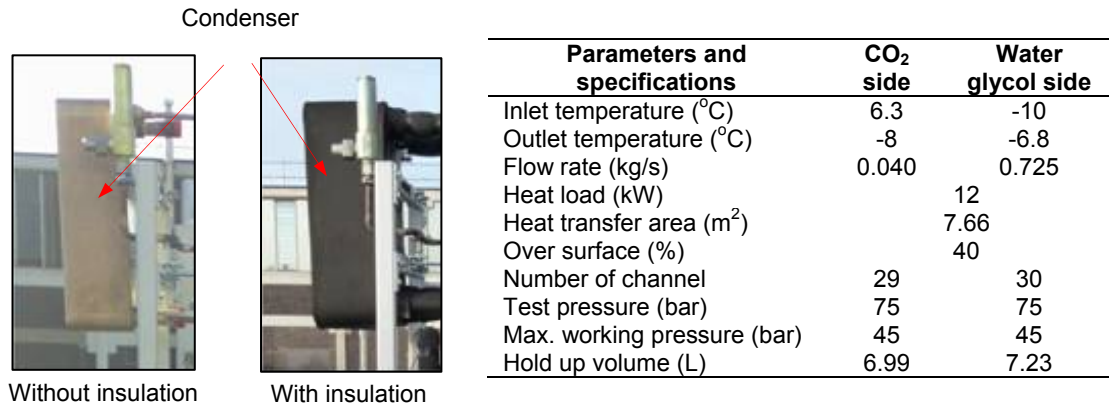 Condenser
Without insulation
With insulation
Parameters and specifications CO₂ side Water glycol side
Inlet temperature (°C) 6.3 -10
Outlet temperature (°C) -8 -6.8
Flow rate (kg/s) 0.040 0.725
Heat load (kW) 12
Heat transfer area (m²) 7.66
Over surface (%) 40
Number of channel 29 30
Test pressure (bar) 75 75
Max. working pressure (bar) 45 45
Hold up volume (L) 6.99 7.23